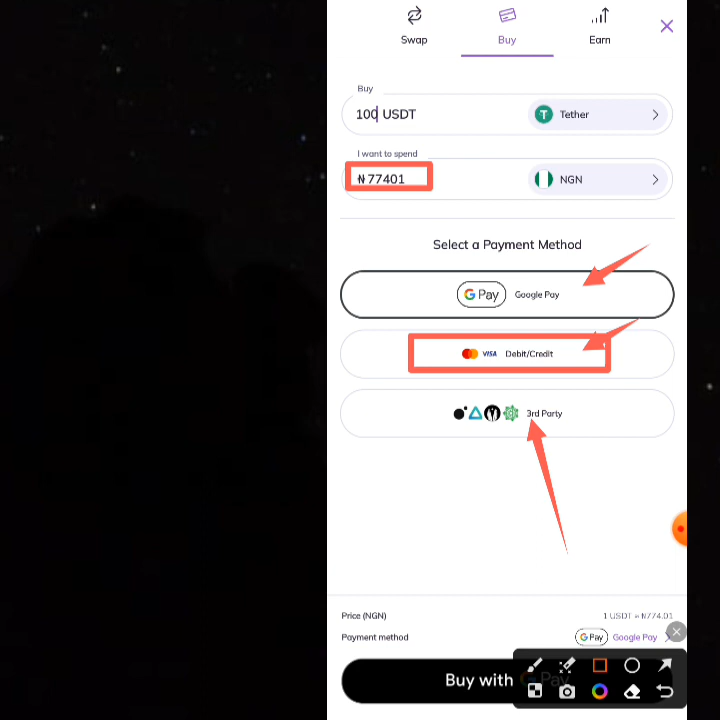 Swap
Buy
Earn
Buy
100 USDT
Tether
I want to spend
₦ 77401
NGN
Select a Payment Method
G Pay Google Pay
VISA Debit/Credit
3rd Party
Price (NGN)
1 USDT = ₦774.01
Payment method
G Pay Google Pay
Buy with G Pay